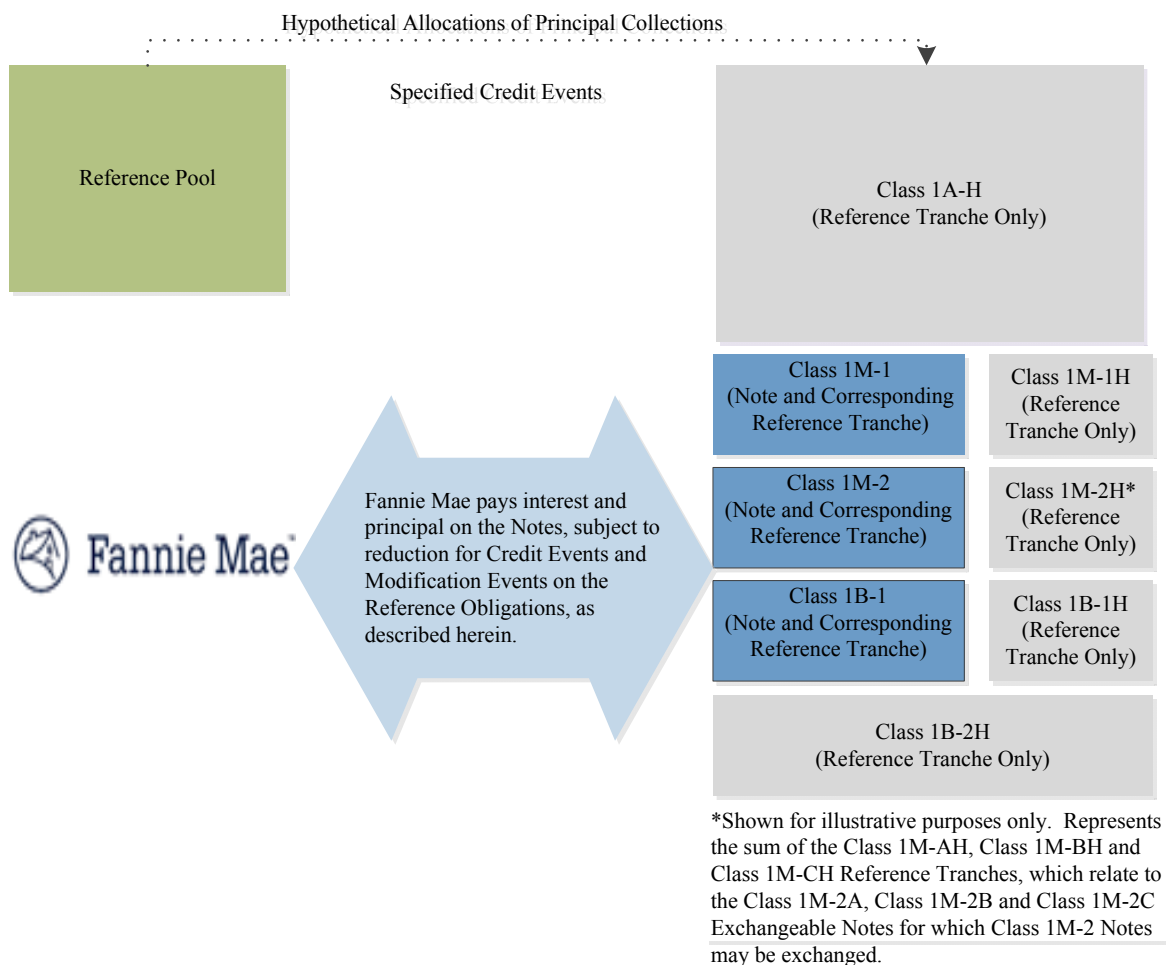 Hypothetical Allocations of Principal Collections
Specified Credit Events
Reference Pool
Class 1A-H
(Reference Tranche Only)
Class 1M-1
(Note and Corresponding
Reference Tranche)
Class 1M-1H
(Reference
Tranche Only)
Fannie Mae pays interest and
principal on the Notes, subject to
reduction for Credit Events and
Modification Events on the
Reference Obligations, as
described herein.
Fannie Mae™
Class 1M-2
(Note and Corresponding
Reference Tranche)
Class 1M-2H*
(Reference
Tranche Only)
Class 1B-1
(Note and Corresponding
Reference Tranche)
Class 1B-1H
(Reference
Tranche Only)
Class 1B-2H
(Reference Tranche Only)
*Shown for illustrative purposes only.  Represents
the sum of the Class 1M-AH, Class 1M-BH and
Class 1M-CH Reference Tranches, which relate to
the Class 1M-2A, Class 1M-2B and Class 1M-2C
Exchangeable Notes for which Class 1M-2 Notes
may be exchanged.